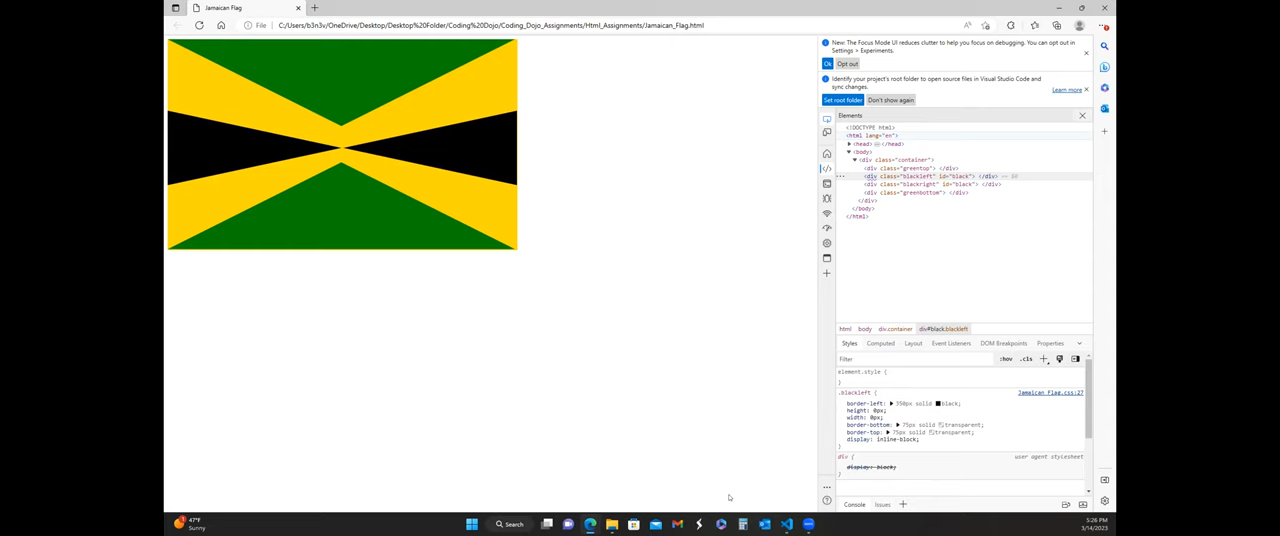 Jamaican Flag
File
C:/Users/b3n3v/OneDrive/Desktop/Desktop%20Folder/Coding%20Dojo/Coding_Dojo_Assignments/Html_Assignments/Jamaican_Flag.html
New: The Focus Mode UI reduces clutter to help you focus on debugging. You can opt out in
Settings > Experiments.
Ok Opt out
Identify your project's root folder to open source files in Visual Studio Code and
sync changes.
Learn more
Set root folder Don't show again
Elements
<!DOCTYPE html>
<html lang="en">
<head> </head>
<body>
<div class="container">
<div class="greentop"> </div>
<div class="blackleft" id="black"> </div> == $0
<div class="blackright" id="black"> </div>
<div class="greenbottom"> </div>
</div>
</body>
</html>
html body div.container div#black.blackleft
Styles Computed Layout Event Listeners DOM Breakpoints Properties
Filter :hov .cls
element.style {
}
.blackleft { Jamaican Flag.css:27
border-left: 350px solid black;
height: 0px;
width: 0px;
border-bottom: 75px solid transparent;
border-top: 75px solid transparent;
display: inline-block;
}
div { user agent stylesheet
display: block;
}
Console Issues
47°F
Sunny
Search
5:26 PM
3/14/2023